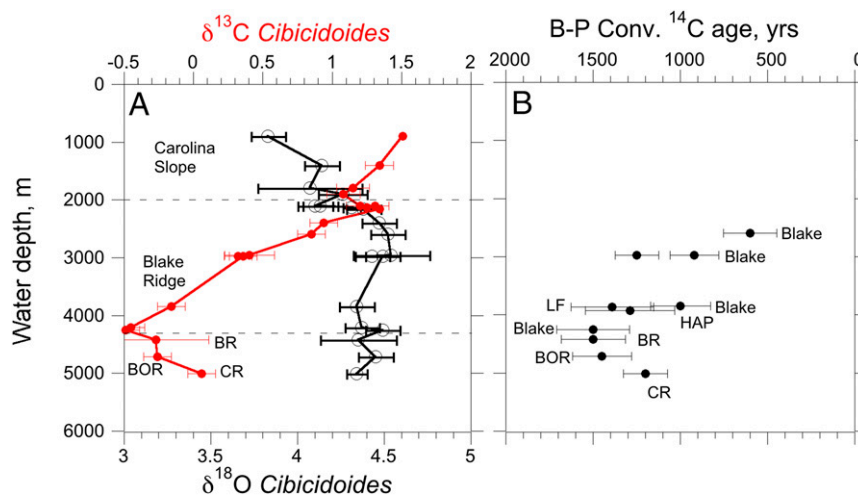 δ13C Cibicidoides
-0.5 0 0.5 1 1.5 2
B-P Conv. 14C age, yrs
2000 1500 1000 500 0
A
B
0
1000
2000
3000
4000
5000
6000
Water depth, m
Carolina
Slope
Blake
Ridge
BR
BOR
CR
Blake
Blake
LF
Blake
HAP
Blake
BR
BOR
CR
3 3.5 4 4.5 5
δ18O Cibicidoides